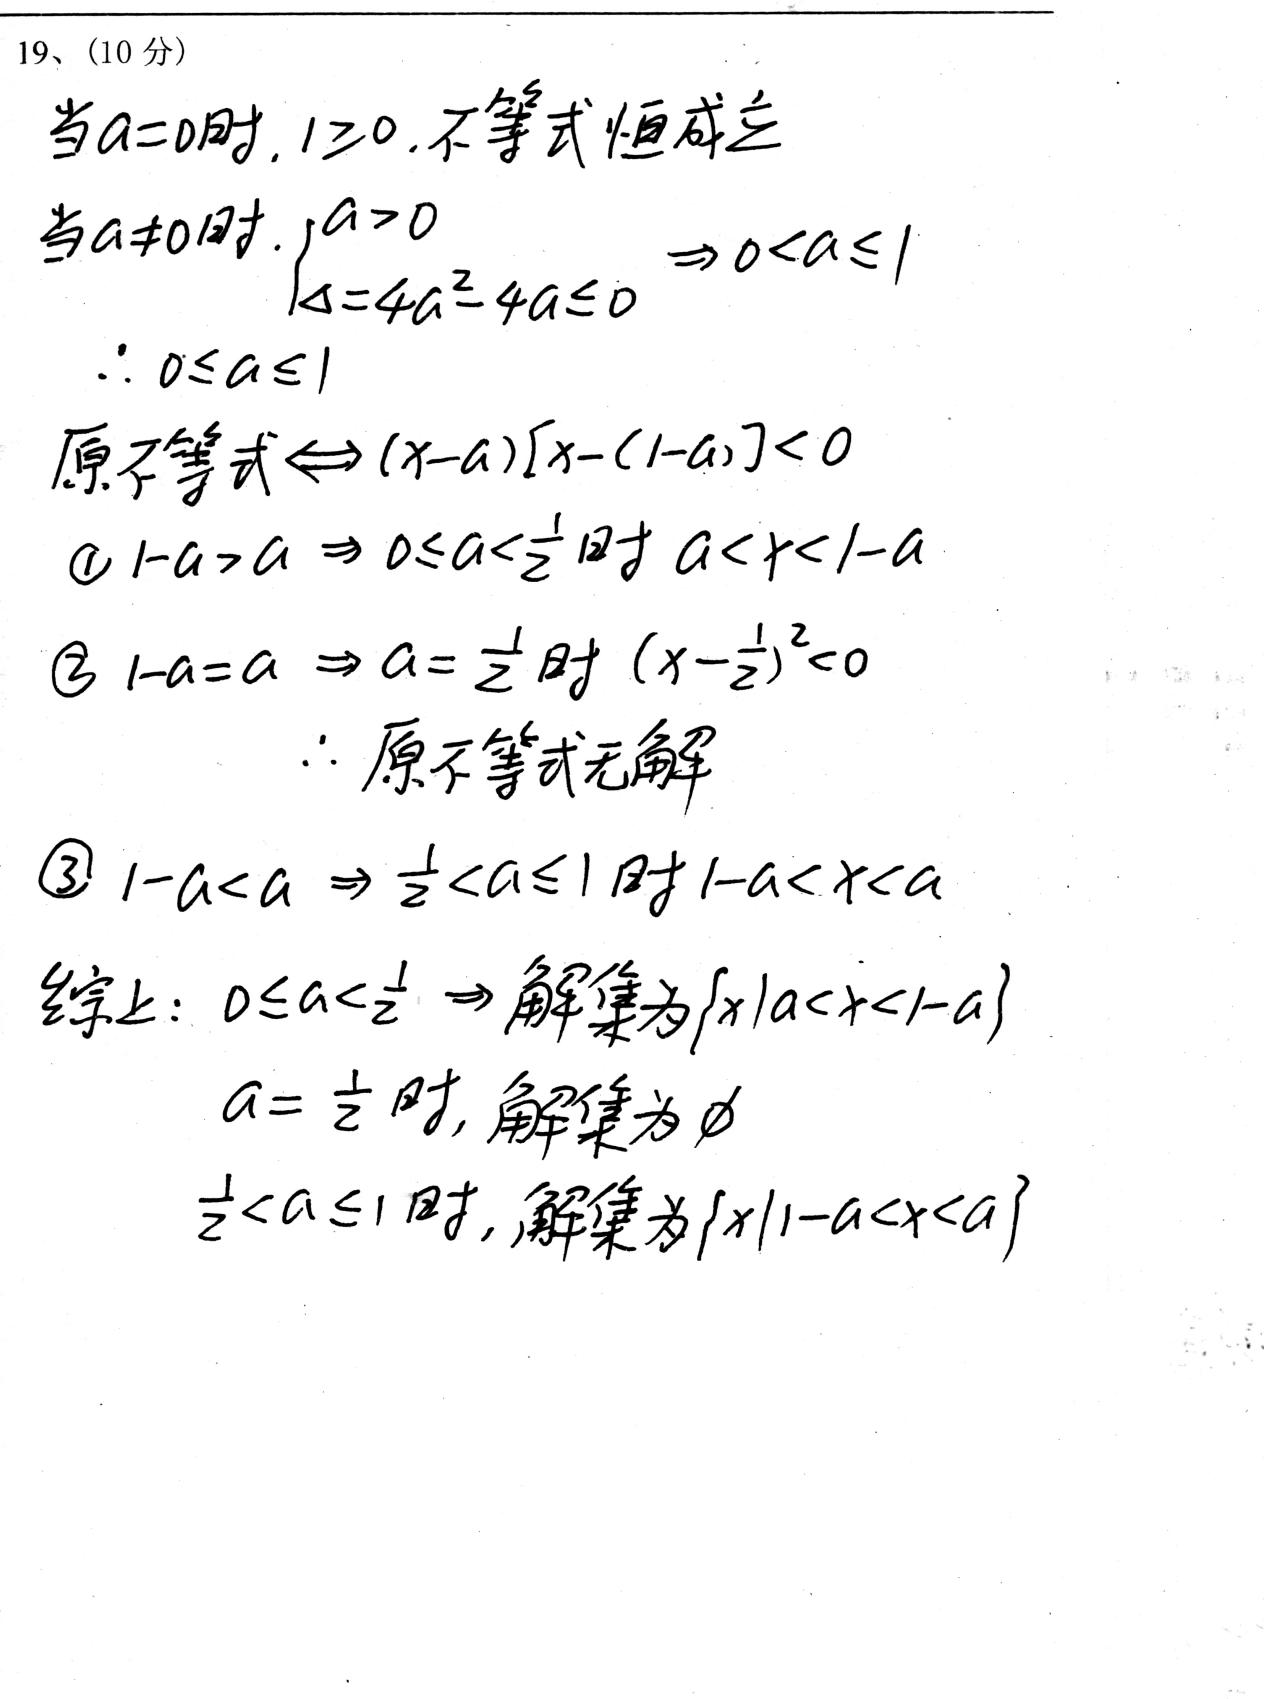 19、(10 分)
当a=0时, 1≥0, 不等式恒成立
当a≠0时. { a>0
Δ=4a²-4a≤0 ⇒ 0<a≤1
∴ 0≤a≤1
原不等式⇔(x-a)[x-(1-a)]<0
① 1-a>a ⇒ 0≤a<1/2时 a<x<1-a
② 1-a=a ⇒ a=1/2时 (x-1/2)²<0
∴ 原不等式无解
③ 1-a<a ⇒ 1/2<a≤1时 1-a<x<a
综上: 0≤a<1/2 ⇒ 解集为{x|a<x<1-a}
a=1/2时, 解集为∅
1/2<a≤1时, 解集为{x|1-a<x<a}